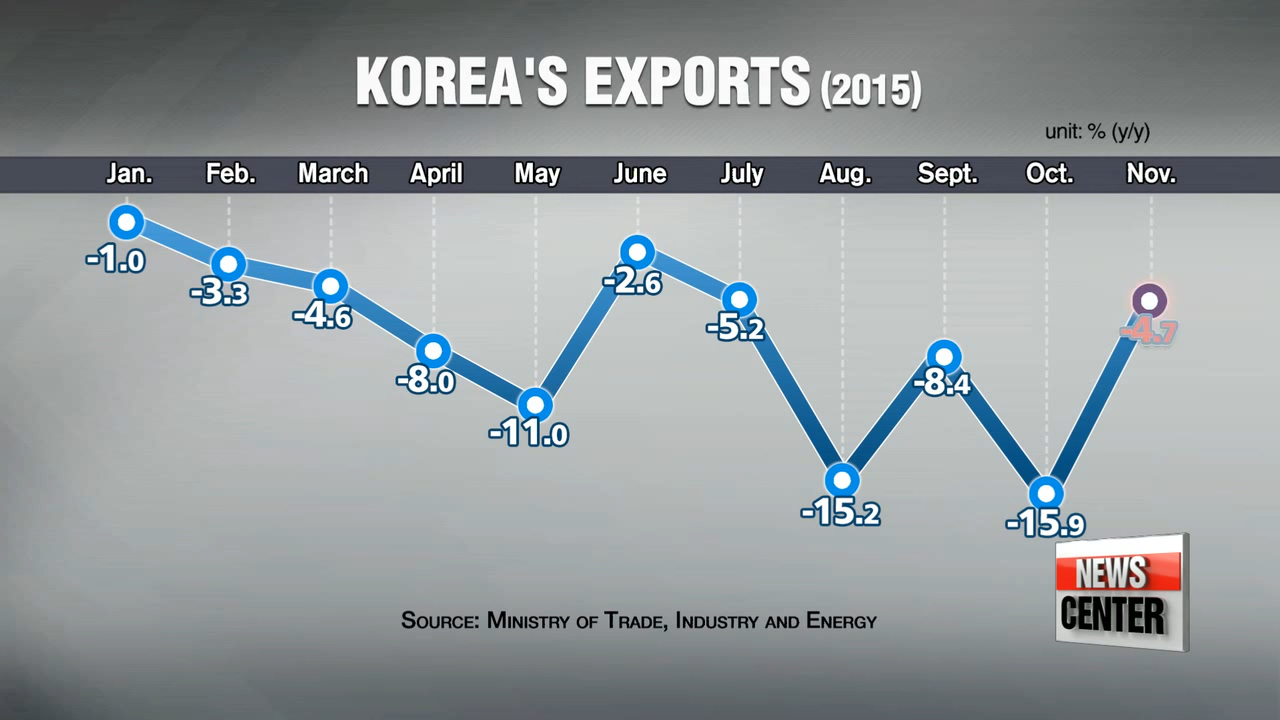 KOREA'S EXPORTS (2015)
unit: % (y/y)
Jan. Feb. March April May June July Aug. Sept. Oct. Nov.
-1.0 -3.3 -4.6 -8.0 -11.0 -2.6 -5.2 -15.2 -8.4 -15.9 -4.7
NEWS
CENTER
SOURCE: MINISTRY OF TRADE, INDUSTRY AND ENERGY